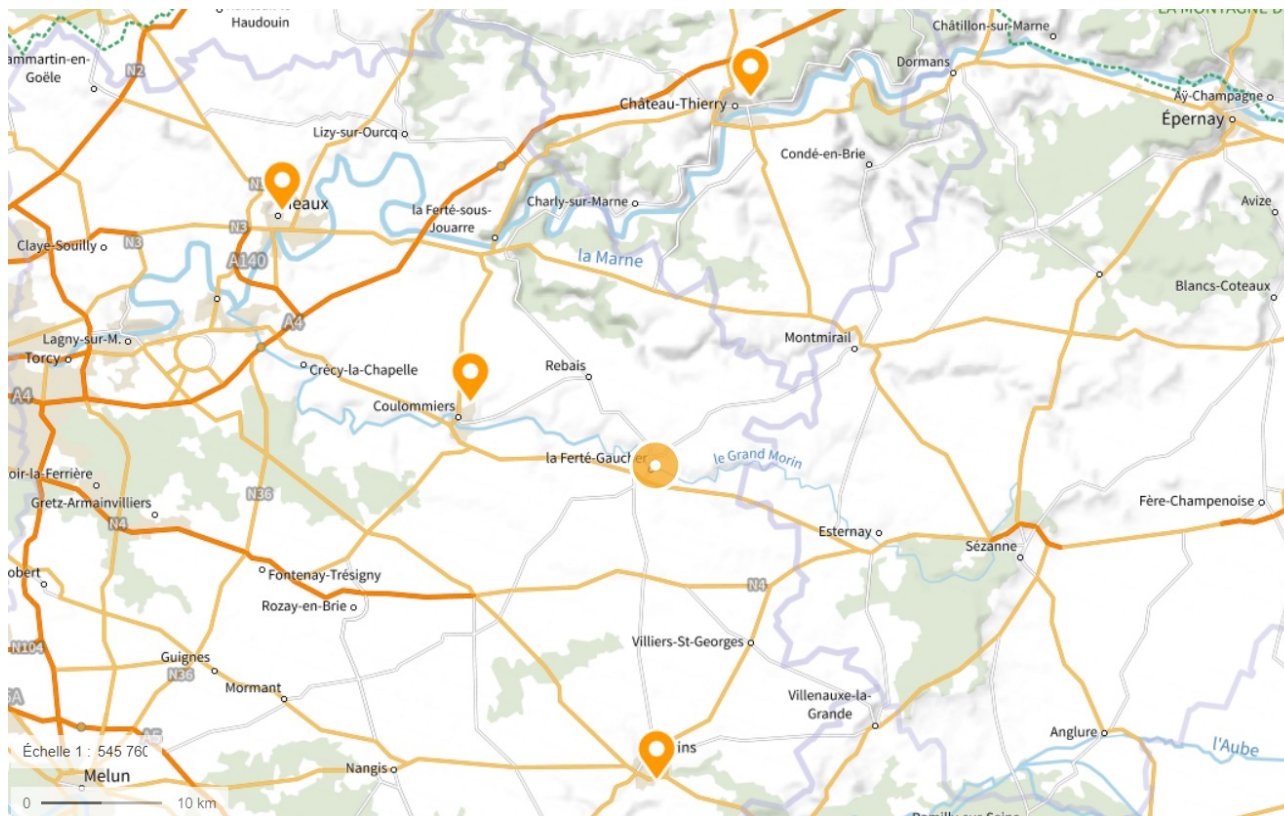 Haudouin
LA MONTAGNE D
Châtillon-sur-Marne
ammartin-en-
Goële
N2
Dormans
Château-Thierry
Aÿ-Champagne
Épernay
Lizy-sur-Ourcq
Condé-en-Brie
eaux
la Ferté-sous-
Jouarre
Charly-sur-Marne
Avize
N3
N3
Claye-Souilly
A140
la Marne
Blancs-Coteaux
A4
Lagny-sur-M.
Montmirail
Torcy
Crécy-la-Chapelle
Rebais
A4
Coulommiers
la Ferté-Gaucher
le Grand Morin
oir-la-Ferrière
N36
Gretz-Armainvilliers
N4
Fère-Champenoise
Esternay
Sézanne
obert
Fontenay-Trésigny
N4
Rozay-en-Brie
N104
Villiers-St-Georges
Guignes
N36
Mormant
Villenauxe-la-
Grande
A5
Anglure
l'Aube
Échelle 1 : 545 760
ins
Nangis
Melun
0
10 km